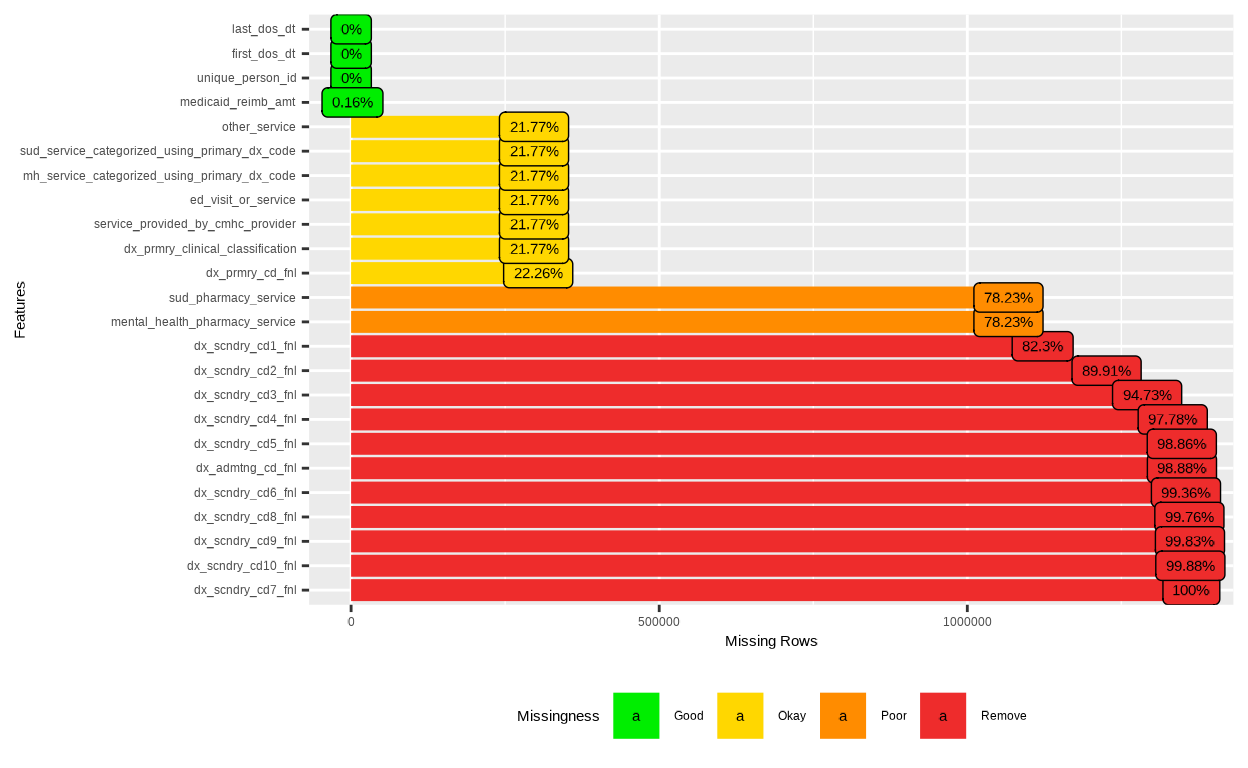 last_dos_dt 0%
first_dos_dt 0%
unique_person_id 0%
medicaid_reimb_amt 0.16%
other_service 21.77%
sud_service_categorized_using_primary_dx_code 21.77%
mh_service_categorized_using_primary_dx_code 21.77%
ed_visit_or_service 21.77%
service_provided_by_cmhc_provider 21.77%
dx_prmry_clinical_classification 21.77%
dx_prmry_cd_fnl 22.26%
sud_pharmacy_service 78.23%
mental_health_pharmacy_service 78.23%
dx_scndry_cd1_fnl 82.3%
dx_scndry_cd2_fnl 89.91%
dx_scndry_cd3_fnl 94.73%
dx_scndry_cd4_fnl 97.78%
dx_scndry_cd5_fnl 98.86%
dx_admtng_cd_fnl 98.88%
dx_scndry_cd6_fnl 99.36%
dx_scndry_cd8_fnl 99.76%
dx_scndry_cd9_fnl 99.83%
dx_scndry_cd10_fnl 99.88%
dx_scndry_cd7_fnl 100%
Features
0 500000 1000000
Missing Rows
Missingness a Good a Okay a Poor a Remove